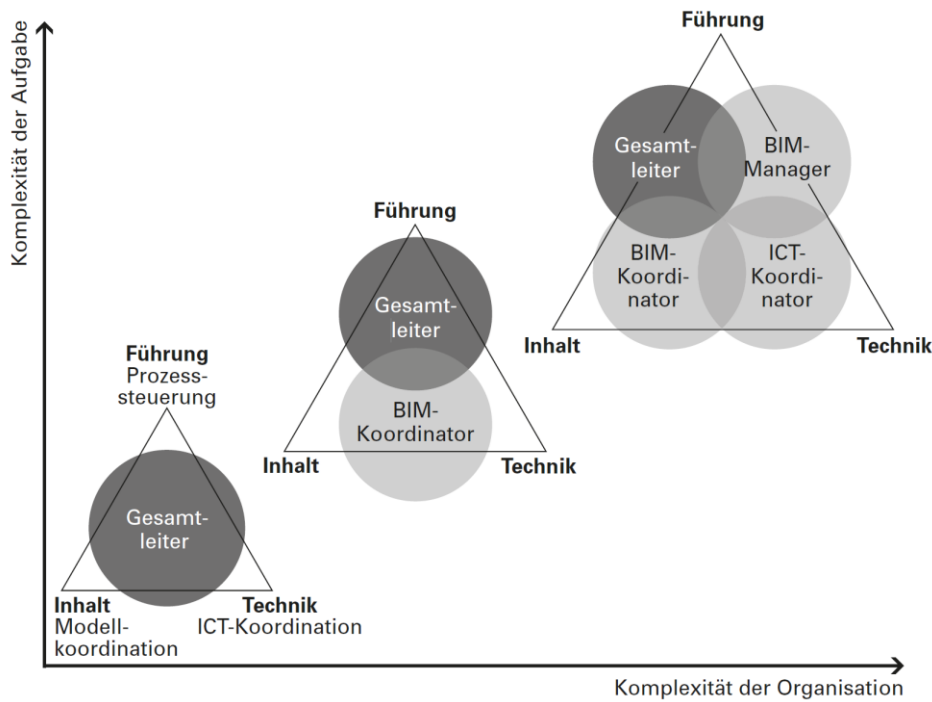 Komplexität der Aufgabe
Führung
Gesamt-
leiter
BIM-
Manager
BIM-
Koordi-
nator
ICT-
Koordi-
nator
Inhalt
Technik
Führung
Gesamt-
leiter
BIM-
Koordinator
Inhalt
Technik
Führung
Prozess-
steuerung
Gesamt-
leiter
Inhalt
Modell-
koordination
Technik
ICT-Koordination
Komplexität der Organisation